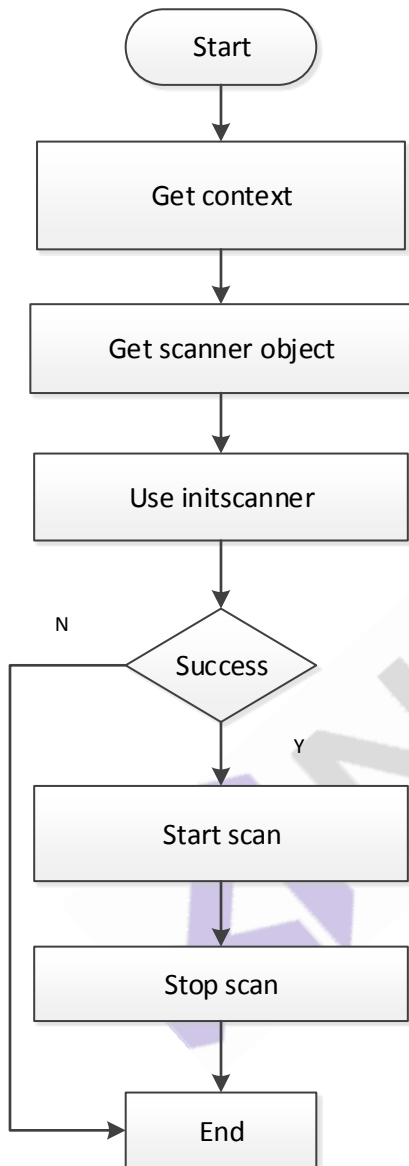 Start
Get context
Get scanner object
Use initscanner
N
Success
Y
Start scan
Stop scan
End